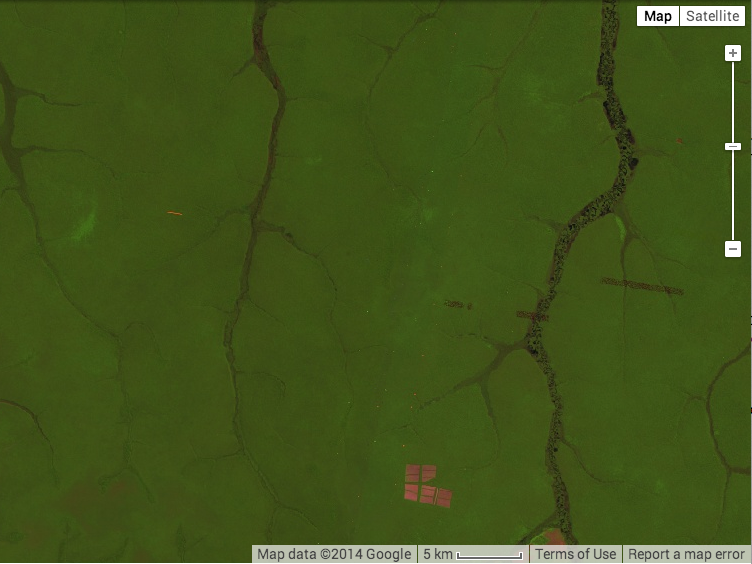 Map Satellite
+
−
Map data ©2014 Google 5 km Terms of Use Report a map error